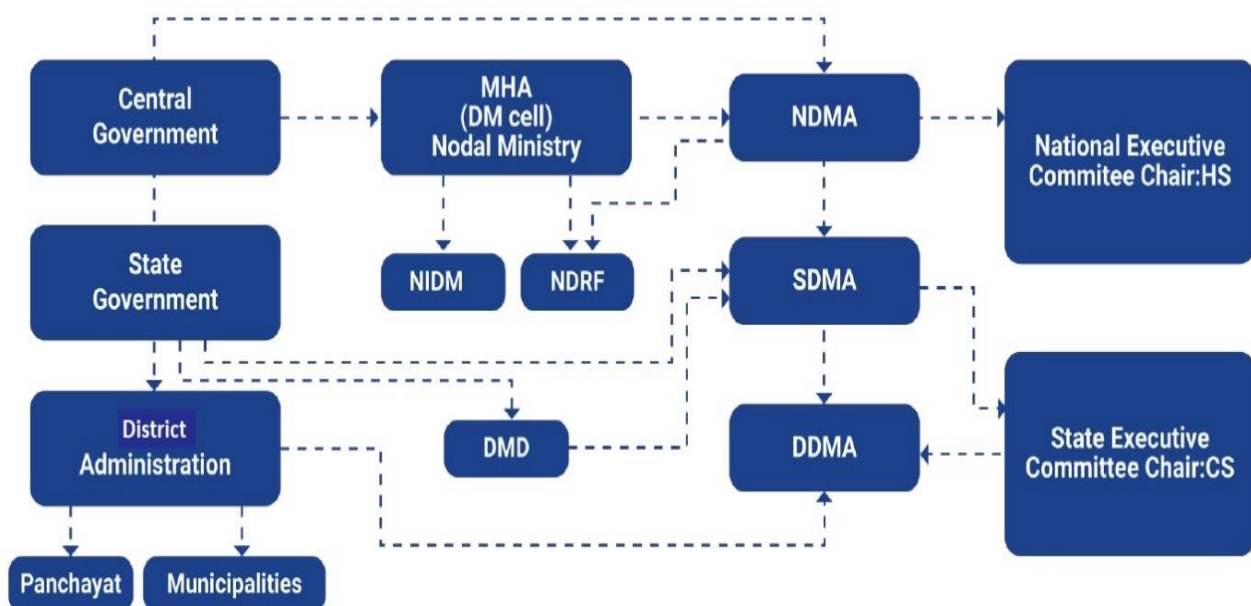 Central
Government
MHA
(DM cell)
Nodal Ministry
NDMA
National Executive
Commitee Chair:HS
State
Government
NIDM
NDRF
SDMA
District
Administration
DMD
DDMA
State Executive
Committee Chair:CS
Panchayat
Municipalities